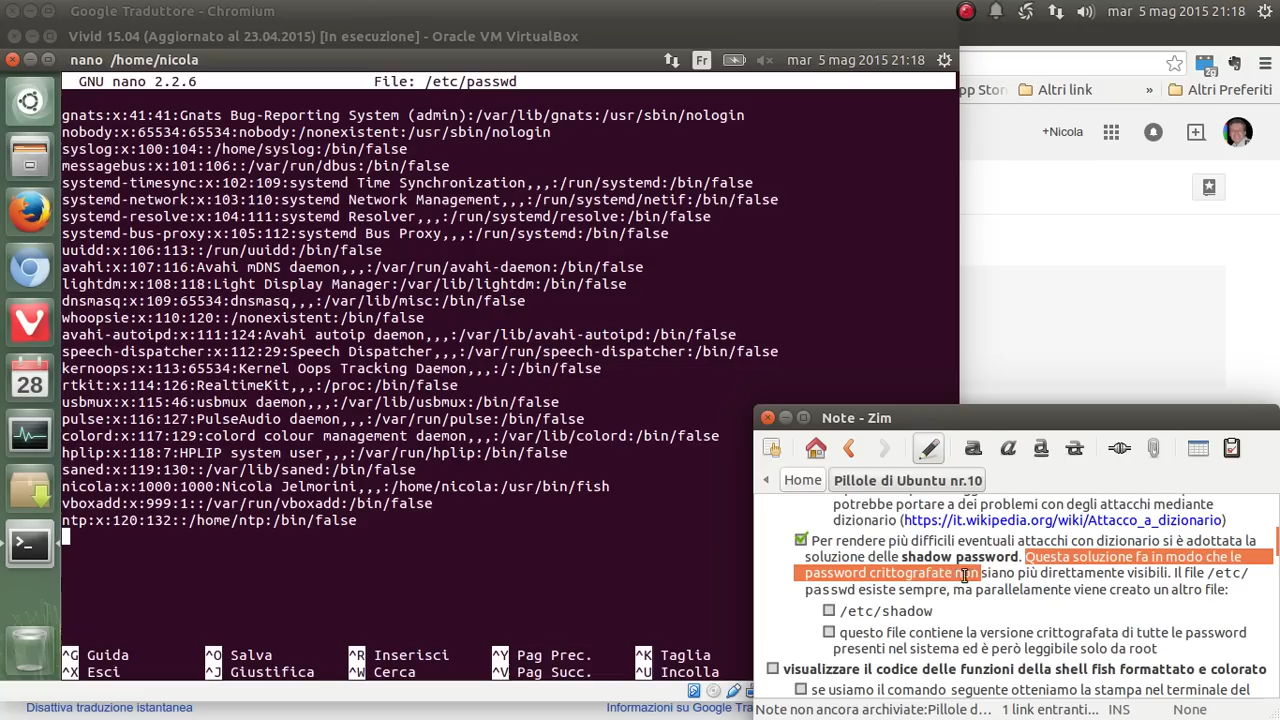 Google Traduttore - Chromium
mar 5 mag 2015 21:18
Vivid 15.04 (Aggiornato al 23.04.2015) [In esecuzione] - Oracle VM VirtualBox
nano /home/nicola
Fr
mar 5 mag 2015 21:18
GNU nano 2.2.6 File: /etc/passwd
gnats:x:41:41:Gnats Bug-Reporting System (admin):/var/lib/gnats:/usr/sbin/nologin
nobody:x:65534:65534:nobody:/nonexistent:/usr/sbin/nologin
syslog:x:100:104::/home/syslog:/bin/false
messagebus:x:101:106::/var/run/dbus:/bin/false
systemd-timesync:x:102:109:systemd Time Synchronization,,,:/run/systemd:/bin/false
systemd-network:x:103:110:systemd Network Management,,,:/run/systemd/netif:/bin/false
systemd-resolve:x:104:111:systemd Resolver,,,:/run/systemd/resolve:/bin/false
systemd-bus-proxy:x:105:112:systemd Bus Proxy,,,:/run/systemd:/bin/false
uuidd:x:106:113::/run/uuidd:/bin/false
avahi:x:107:116:Avahi mDNS daemon,,,:/var/run/avahi-daemon:/bin/false
lightdm:x:108:118:Light Display Manager:/var/lib/lightdm:/bin/false
dnsmasq:x:109:65534:dnsmasq,,,:/var/lib/misc:/bin/false
whoopsie:x:110:120::/nonexistent:/bin/false
avahi-autoipd:x:111:124:Avahi autoip daemon,,,:/var/lib/avahi-autoipd:/bin/false
speech-dispatcher:x:112:29:Speech Dispatcher,,,:/var/run/speech-dispatcher:/bin/false
kernoops:x:113:65534:Kernel Oops Tracking Daemon,,,:/:/bin/false
rtkit:x:114:126:RealtimeKit,,,:/proc:/bin/false
usbmux:x:115:46:usbmux daemon,,,:/var/lib/usbmux:/bin/false
pulse:x:116:127:PulseAudio daemon,,,:/var/run/pulse:/bin/false
colord:x:117:129:colord colour management daemon,,,:/var/lib/colord:/bin/false
hplip:x:118:7:HPLIP system user,,,:/var/run/hplip:/bin/false
saned:x:119:130::/var/lib/saned:/bin/false
nicola:x:1000:1000:Nicola Jelmorini,,,:/home/nicola:/usr/bin/fish
vboxadd:x:999:1::/var/run/vboxadd:/bin/false
ntp:x:120:132::/home/ntp:/bin/false
^G Guida ^O Salva ^R Inserisci ^Y Pag Prec. ^K Taglia
^X Esci ^J Giustifica ^W Cerca ^V Pag Succ. ^U Incolla
28
2g
pp Stor
Altri link » Altri Preferiti
+Nicola
Note - Zim
Home Pillole di Ubuntu nr.10
potrebbe portare a dei problemi con degli attacchi mediante
dizionario (https://it.wikipedia.org/wiki/Attacco_a_dizionario)
Per rendere più difficili eventuali attacchi con dizionario si è adottata la
soluzione delle shadow password. Questa soluzione fa in modo che le
password crittografate non siano più direttamente visibili. Il file /etc/
passwd esiste sempre, ma parallelamente viene creato un altro file:
/etc/shadow
questo file contiene la versione crittografata di tutte le password
presenti nel sistema ed è però leggibile solo da root
visualizzare il codice delle funzioni della shell fish formattato e colorato
se usiamo il comando seguente otteniamo la stampa nel terminale del
Note non ancora archiviate:Pillole d... 1 link entranti... INS None
Disattiva traduzione istantanea
Informazioni su Google Tra